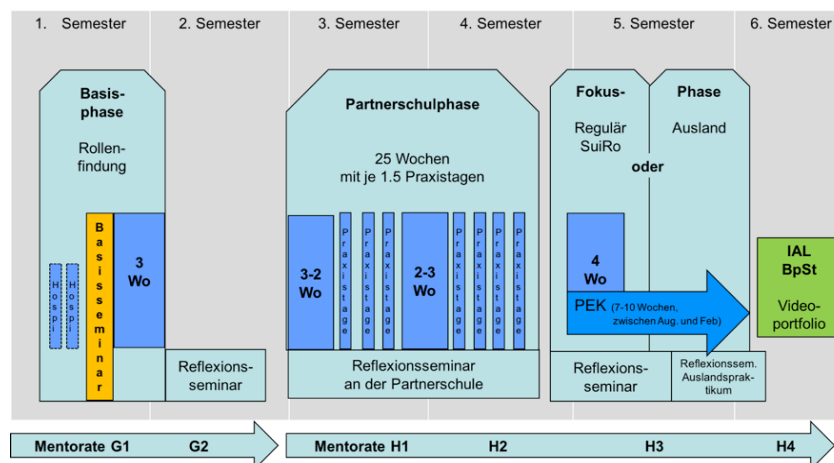 1. Semester
2. Semester
3. Semester
4. Semester
5. Semester
6. Semester
Basis-
phase
Rollen-
findung
Hospi
Hospi
Basisseminar
3
Wo
Reflexions-
seminar
Partnerschulphase
25 Wochen
mit je 1.5 Praxistagen
3-2
Wo
Praxistage
Praxistage
Praxistage
2-3
Wo
Praxistage
Praxistage
Praxistage
Praxistage
Reflexionsseminar
an der Partnerschule
Fokus-
Regulär
SuiRo
Phase
Ausland
oder
4
Wo
PEK (7-10 Wochen,
zwischen Aug. und Feb)
Reflexions-
seminar
Reflexionssem.
Auslandsprak-
tikum
IAL
BpSt
Video-
portfolio
Mentorate G1
G2
Mentorate H1
H2
H3
H4